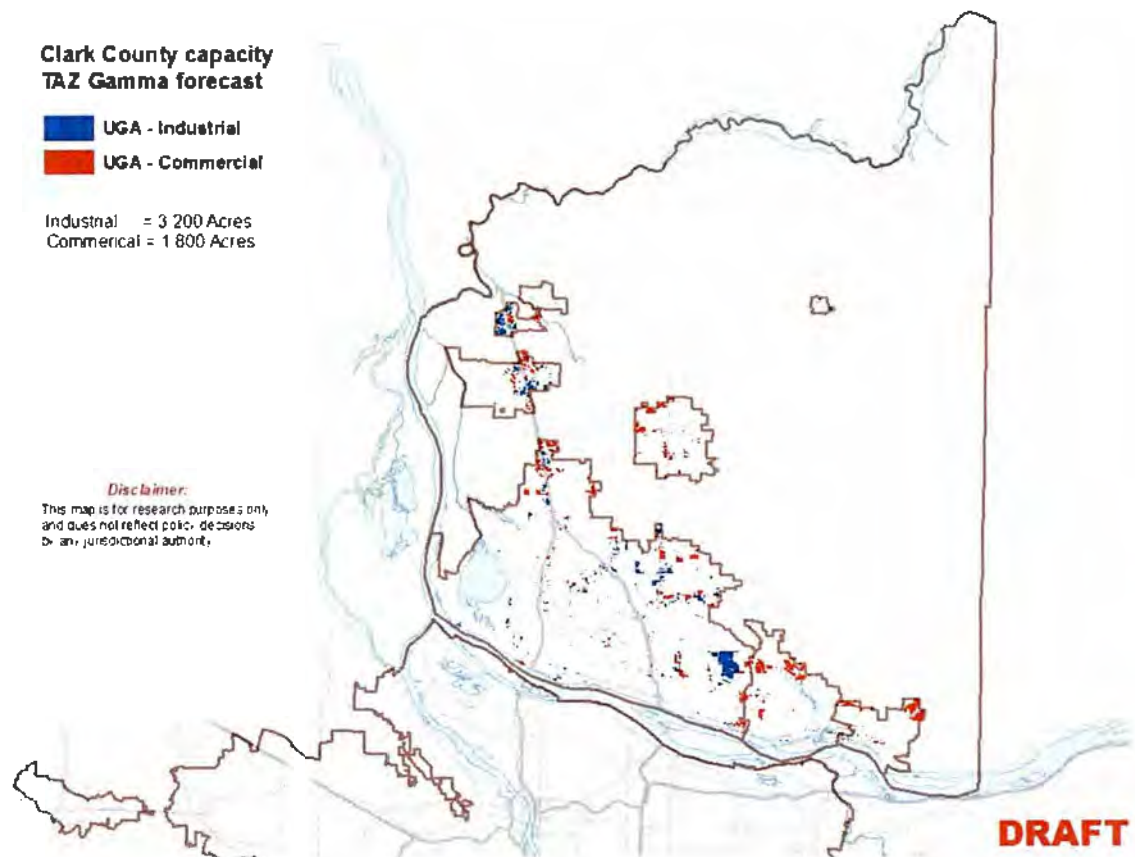 Clark County capacity
TAZ Gamma forecast
UGA - Industrial
UGA - Commercial
Industrial = 3 200 Acres
Commerical = 1 800 Acres
Disclaimer:
This map is for research purposes only
and does not reflect policy decisions
by any jurisdictional authority
DRAFT